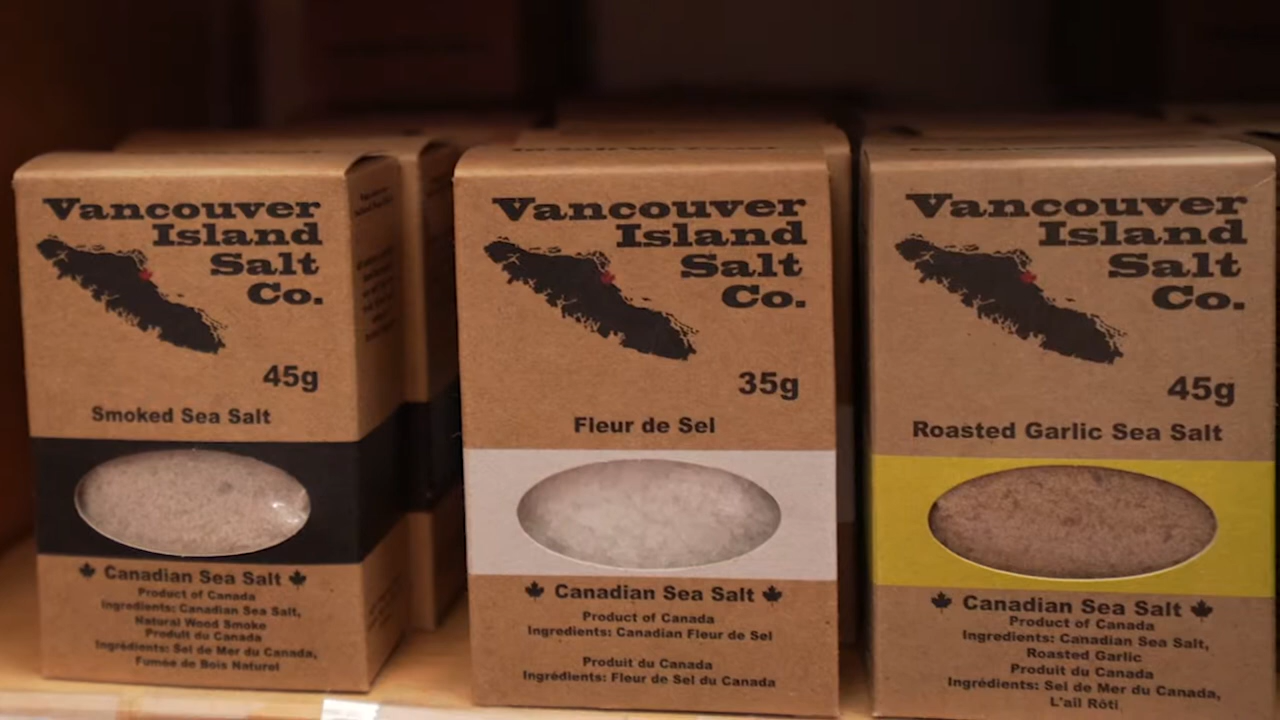 Vancouver
Island
Salt
Co.
45g
Smoked Sea Salt
Canadian Sea Salt
Product of Canada
Ingredients: Canadian Sea Salt,
Natural Wood Smoke
Produit du Canada
Ingrédients: Sel de Mer du Canada,
Fumée de Bois Naturel
Vancouver
Island
Salt
Co.
35g
Fleur de Sel
Canadian Sea Salt
Product of Canada
Ingredients: Canadian Fleur de Sel
Produit du Canada
Ingrédients: Fleur de Sel du Canada
Vancouver
Island
Salt
Co.
45g
Roasted Garlic Sea Salt
Canadian Sea Salt
Product of Canada
Ingredients: Canadian Sea Salt,
Roasted Garlic
Produit du Canada
Ingrédients: Sel de Mer du Canada,
L'ail Rôti